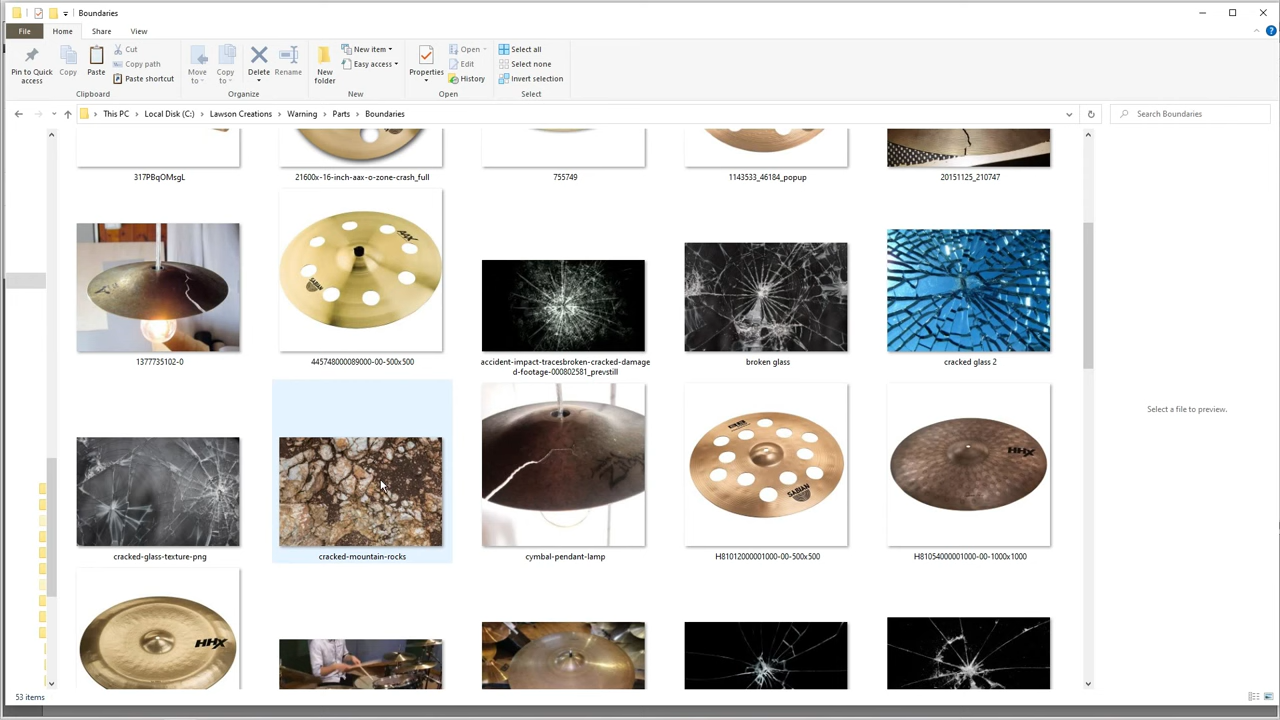 Boundaries
File Home Share View
Pin to Quick access
Copy
Paste
Cut
Copy path
Paste shortcut
Move to
Copy to
Delete
Rename
New folder
New item
Easy access
Properties
Open
Edit
History
Select all
Select none
Invert selection
Clipboard Organize New Open Select
This PC Local Disk (C:) Lawson Creations Warning Parts Boundaries
Search Boundaries
317PBqOMsgL
21600x-16-inch-aax-o-zone-crash_full
755749
1143533_46184_popup
20151125_210747
AAX
SABIAN
1377735102-0
445748000089000-00-500x500
accident-impact-tracesbroken-cracked-damage
d-footage-000802581_prevstill
broken glass
cracked glass 2
Select a file to preview.
SABIAN
HHX
cracked-glass-texture-png
cracked-mountain-rocks
cymbal-pendant-lamp
H81012000001000-00-500x500
H81054000001000-00-1000x1000
HHX
53 items